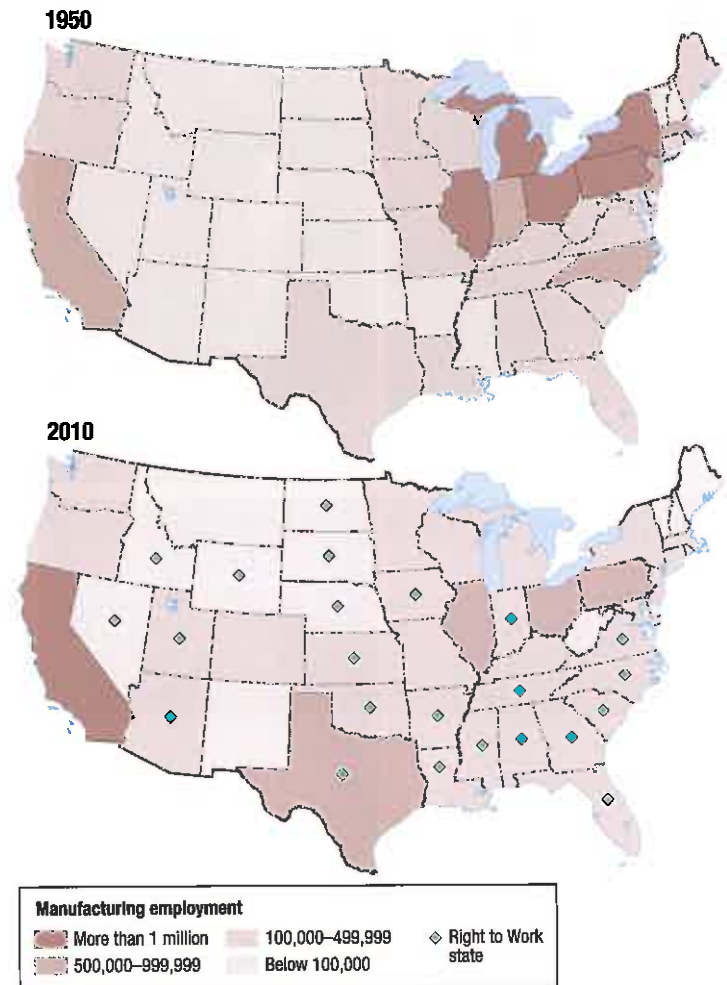 1950
2010
Manufacturing employment
More than 1 million
500,000–999,999
100,000–499,999
Below 100,000
Right to Work
state